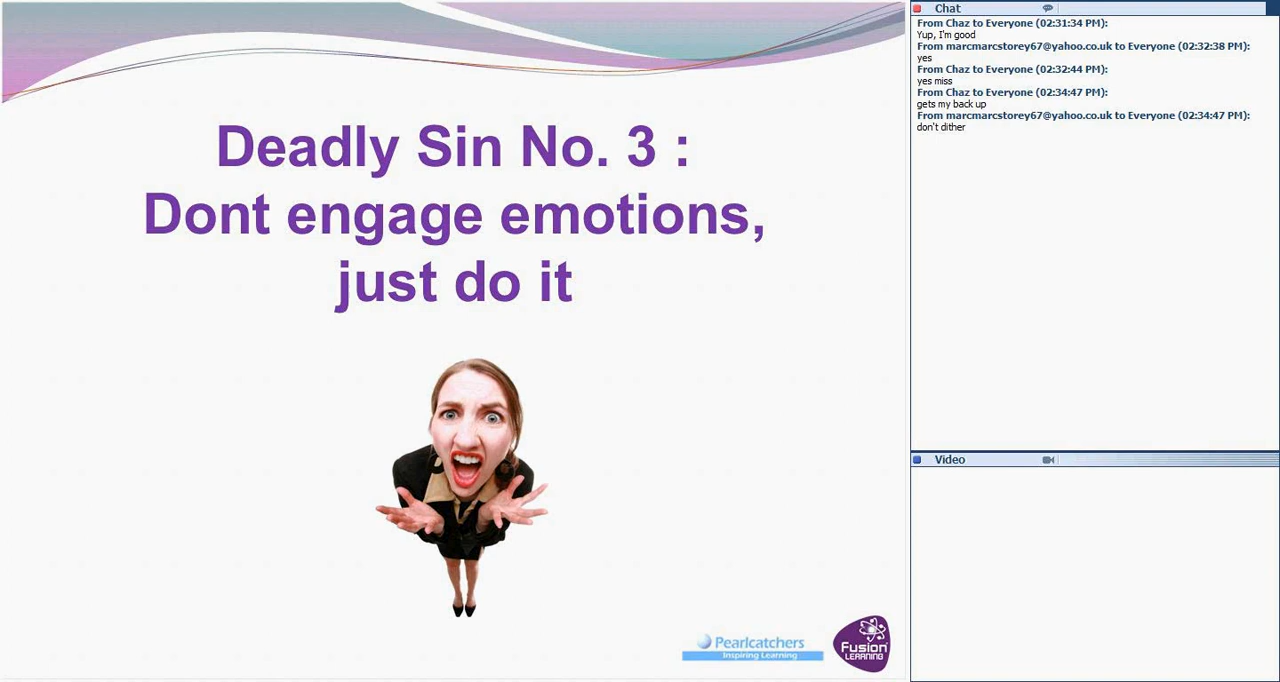 Deadly Sin No. 3 :
Dont engage emotions,
just do it
Pearlcatchers
Inspiring Learning
Fusion
LEARNING
Chat
From Chaz to Everyone (02:31:34 PM):
Yup, I'm good
From marcmarcstorey67@yahoo.co.uk to Everyone (02:32:38 PM):
yes
From Chaz to Everyone (02:32:44 PM):
yes miss
From Chaz to Everyone (02:34:47 PM):
gets my back up
From marcmarcstorey67@yahoo.co.uk to Everyone (02:34:47 PM):
don't dither
Video